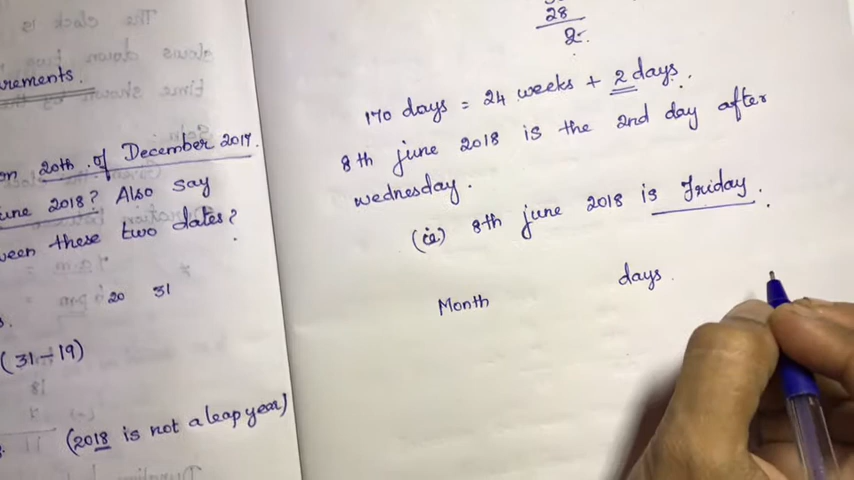 urements.
on 20th of December 2017.
une 2018? Also say
ween these two dates?
20 31
(31-19)
(2018 is not a leap year)
28
2
170 days = 24 weeks + 2 days.
8th june 2018 is the 2nd day after
wednesday.
(ie) 8th june 2018 is Friday.
Month days.